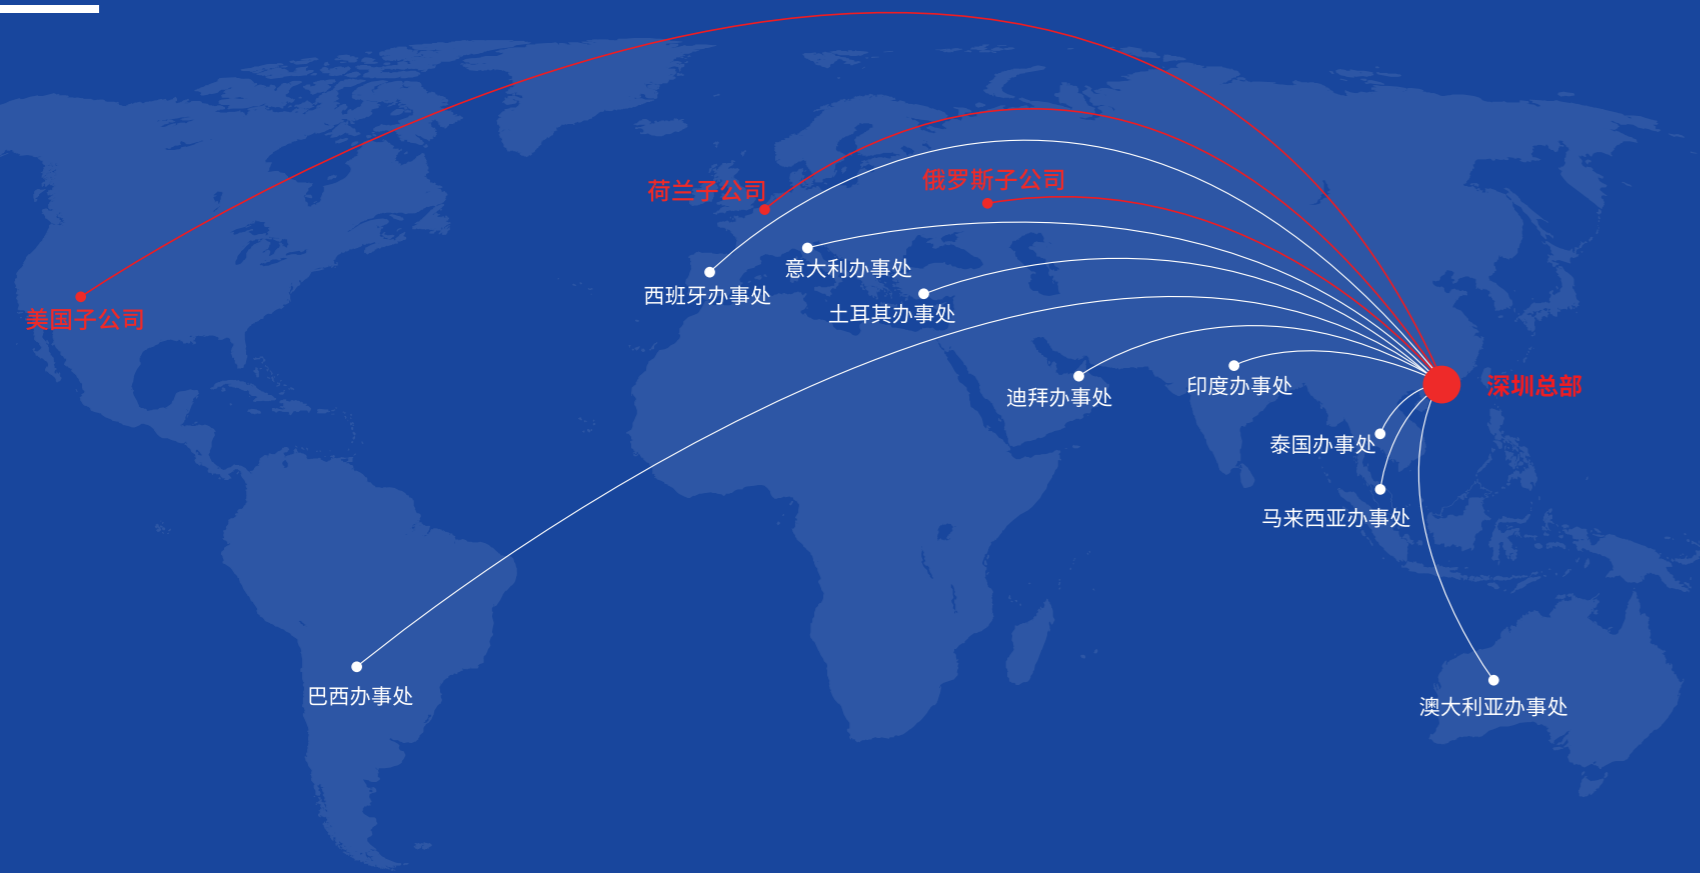 荷兰子公司
俄罗斯子公司
意大利办事处
西班牙办事处
土耳其办事处
美国子公司
迪拜办事处
印度办事处
深圳总部
泰国办事处
马来西亚办事处
巴西办事处
澳大利亚办事处